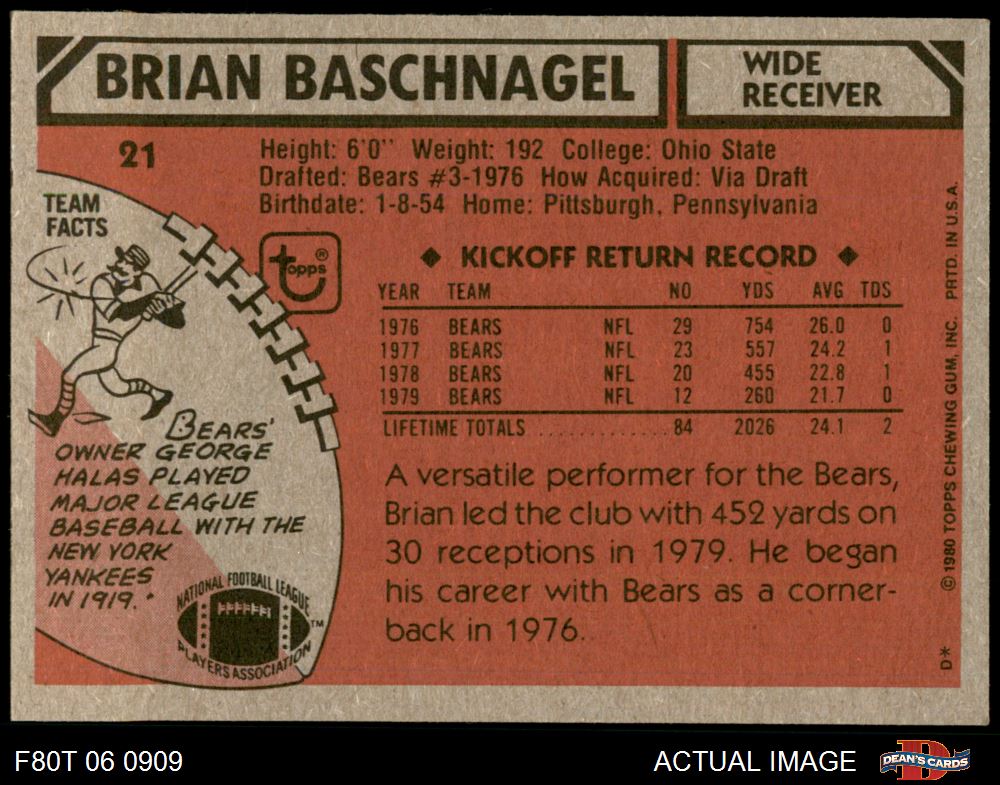 BRIAN BASCHNAGEL
WIDE
RECEIVER
21
Height: 6'0" Weight: 192 College: Ohio State
Drafted: Bears #3-1976 How Acquired: Via Draft
Birthdate: 1-8-54 Home: Pittsburgh, Pennsylvania
TEAM
FACTS
topps®
◆ KICKOFF RETURN RECORD ◆
YEAR TEAM NO YDS AVG TDS
1976 BEARS NFL 29 754 26.0 0
1977 BEARS NFL 23 557 24.2 1
1978 BEARS NFL 20 455 22.8 1
1979 BEARS NFL 12 260 21.7 0
LIFETIME TOTALS ............ 84 2026 24.1 2
BEARS'
OWNER GEORGE
HALAS PLAYED
MAJOR LEAGUE
BASEBALL WITH THE
NEW YORK
YANKEES
IN 1919.
A versatile performer for the Bears,
Brian led the club with 452 yards on
30 receptions in 1979. He began
his career with Bears as a corner-
back in 1976.
NATIONAL FOOTBALL LEAGUE
PLAYERS ASSOCIATION
TM
©1980 TOPPS CHEWING GUM, INC. PRTD. IN U.S.A.
D*
F80T 06 0909
ACTUAL IMAGE
D
DEAN'S CARDS